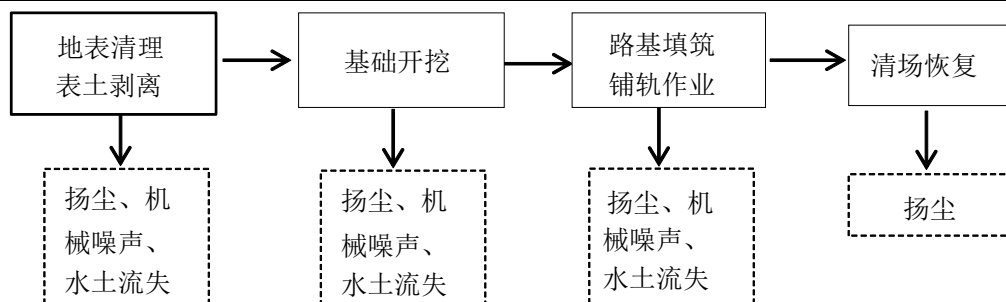 地表清理
表土剥离
基础开挖
路基填筑
铺轨作业
清场恢复
扬尘、机
械噪声、
水土流失
扬尘、机
械噪声、
水土流失
扬尘、机
械噪声、
水土流失
扬尘